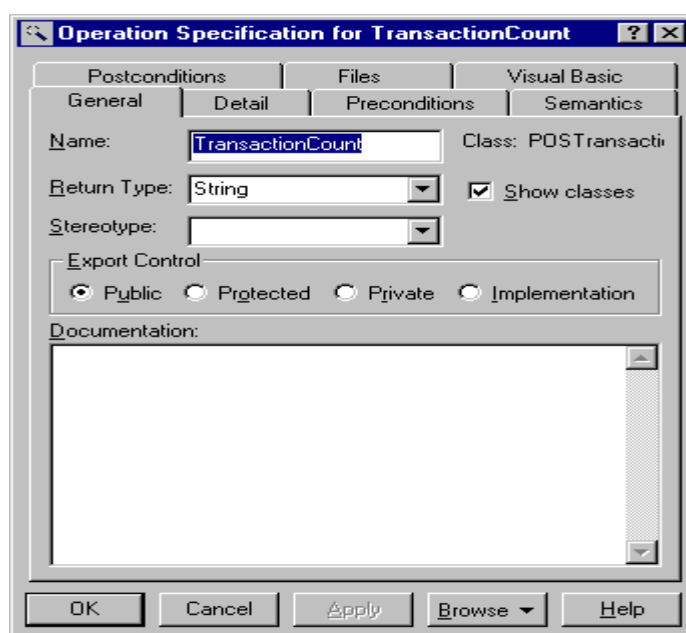 Operation Specification for TransactionCount
Postconditions Files Visual Basic
General Detail Preconditions Semantics
Name: TransactionCount Class: POSTransacti
Return Type: String Show classes
Stereotype:
Export Control
Public Protected Private Implementation
Documentation:
OK Cancel Apply Browse Help